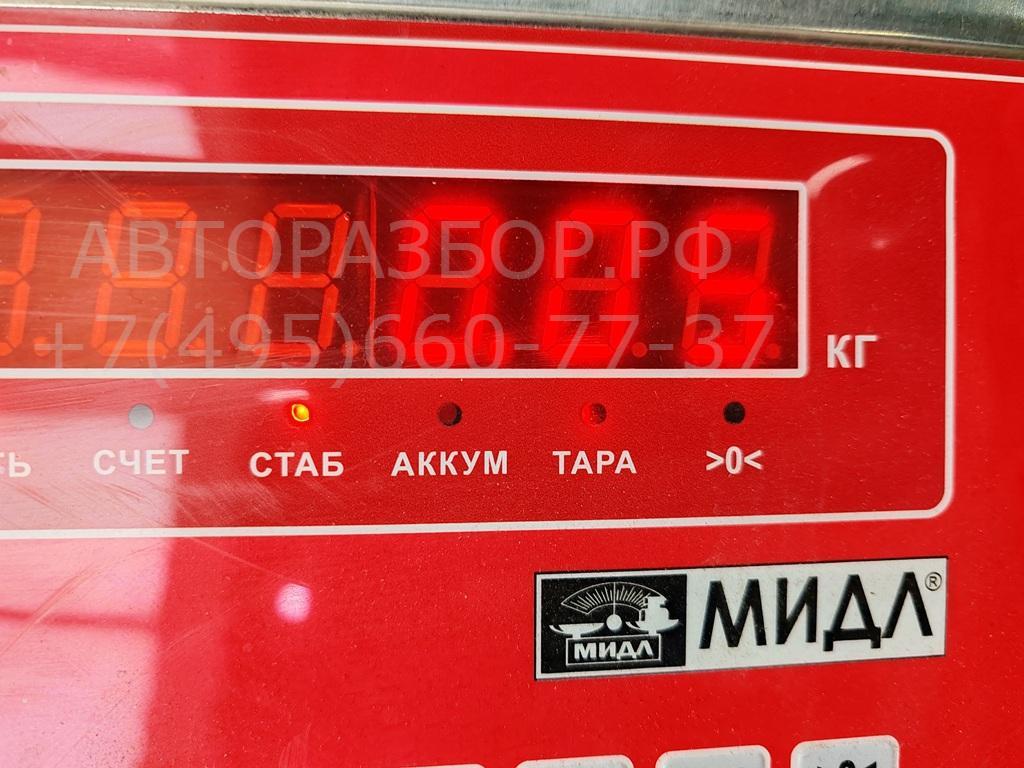 АВТОРАЗБОР.РФ
+7(495)660-77-37
КГ
СЧЕТ СТАБ АККУМ ТАРА >0<
МИДЛ МИДЛ®